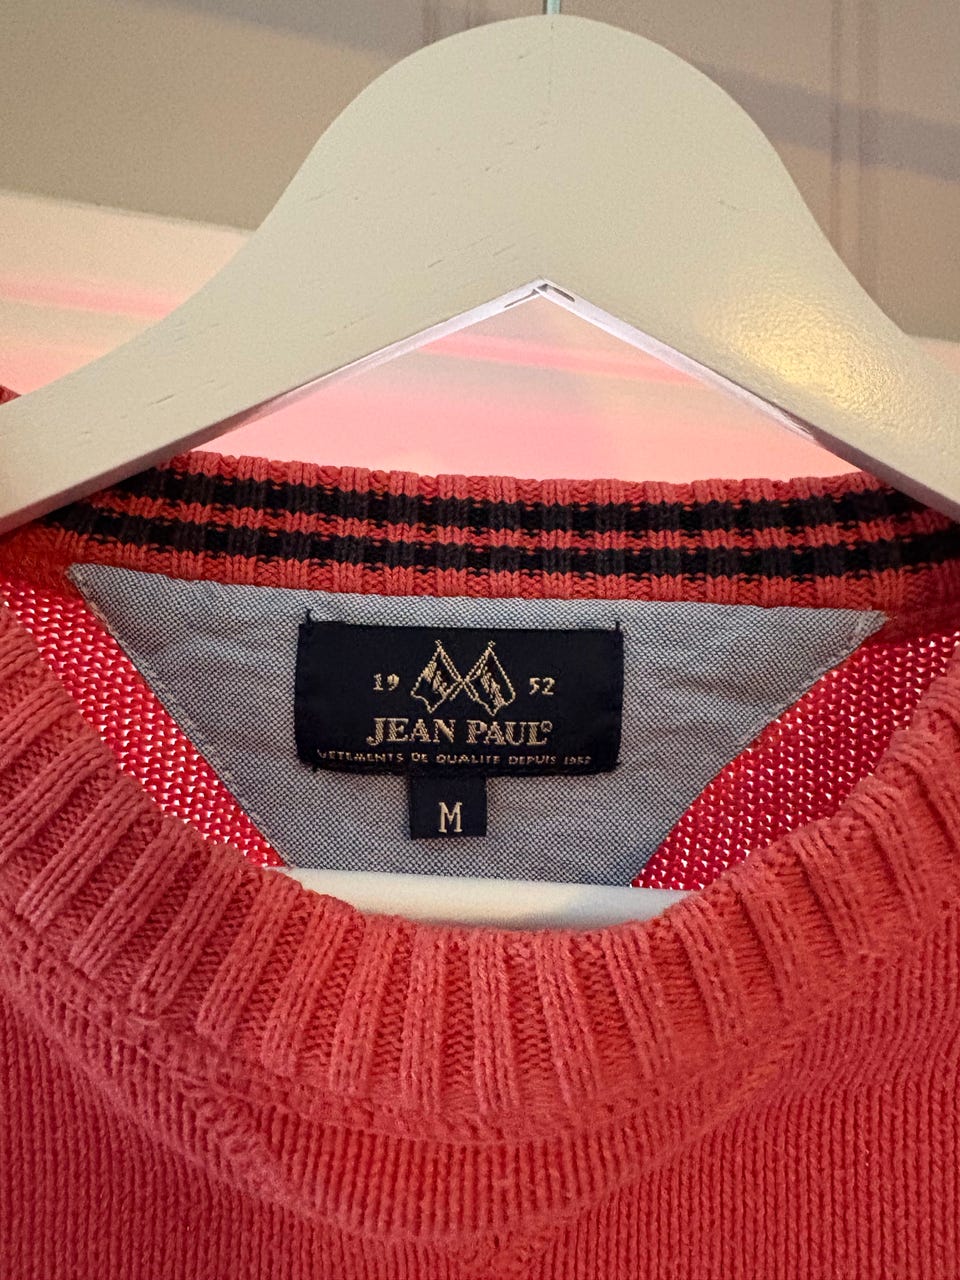 19 52
JEAN PAUL
VETEMENTS DE QUALITE DEPUIS 1952
M